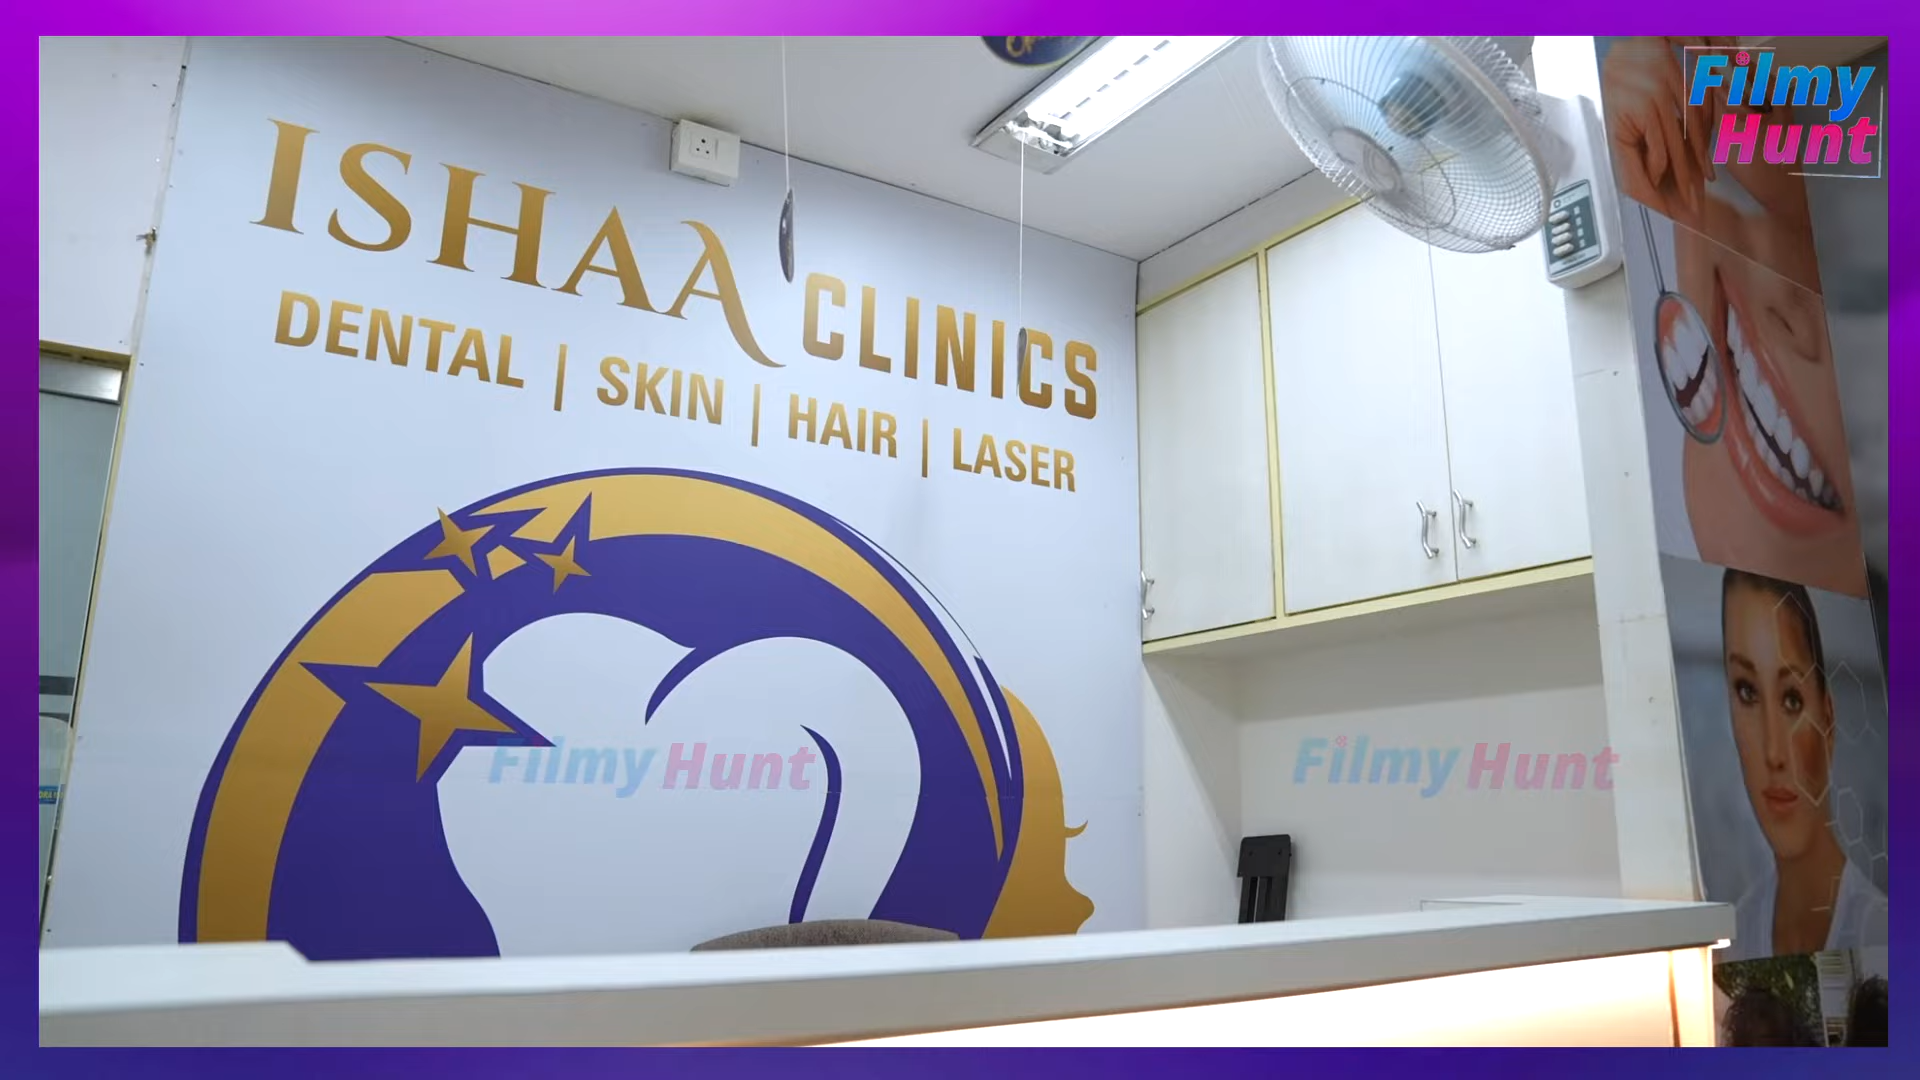 Filmy
Hunt
ISHAA CLINICS
DENTAL | SKIN | HAIR | LASER
Filmy Hunt
Filmy Hunt